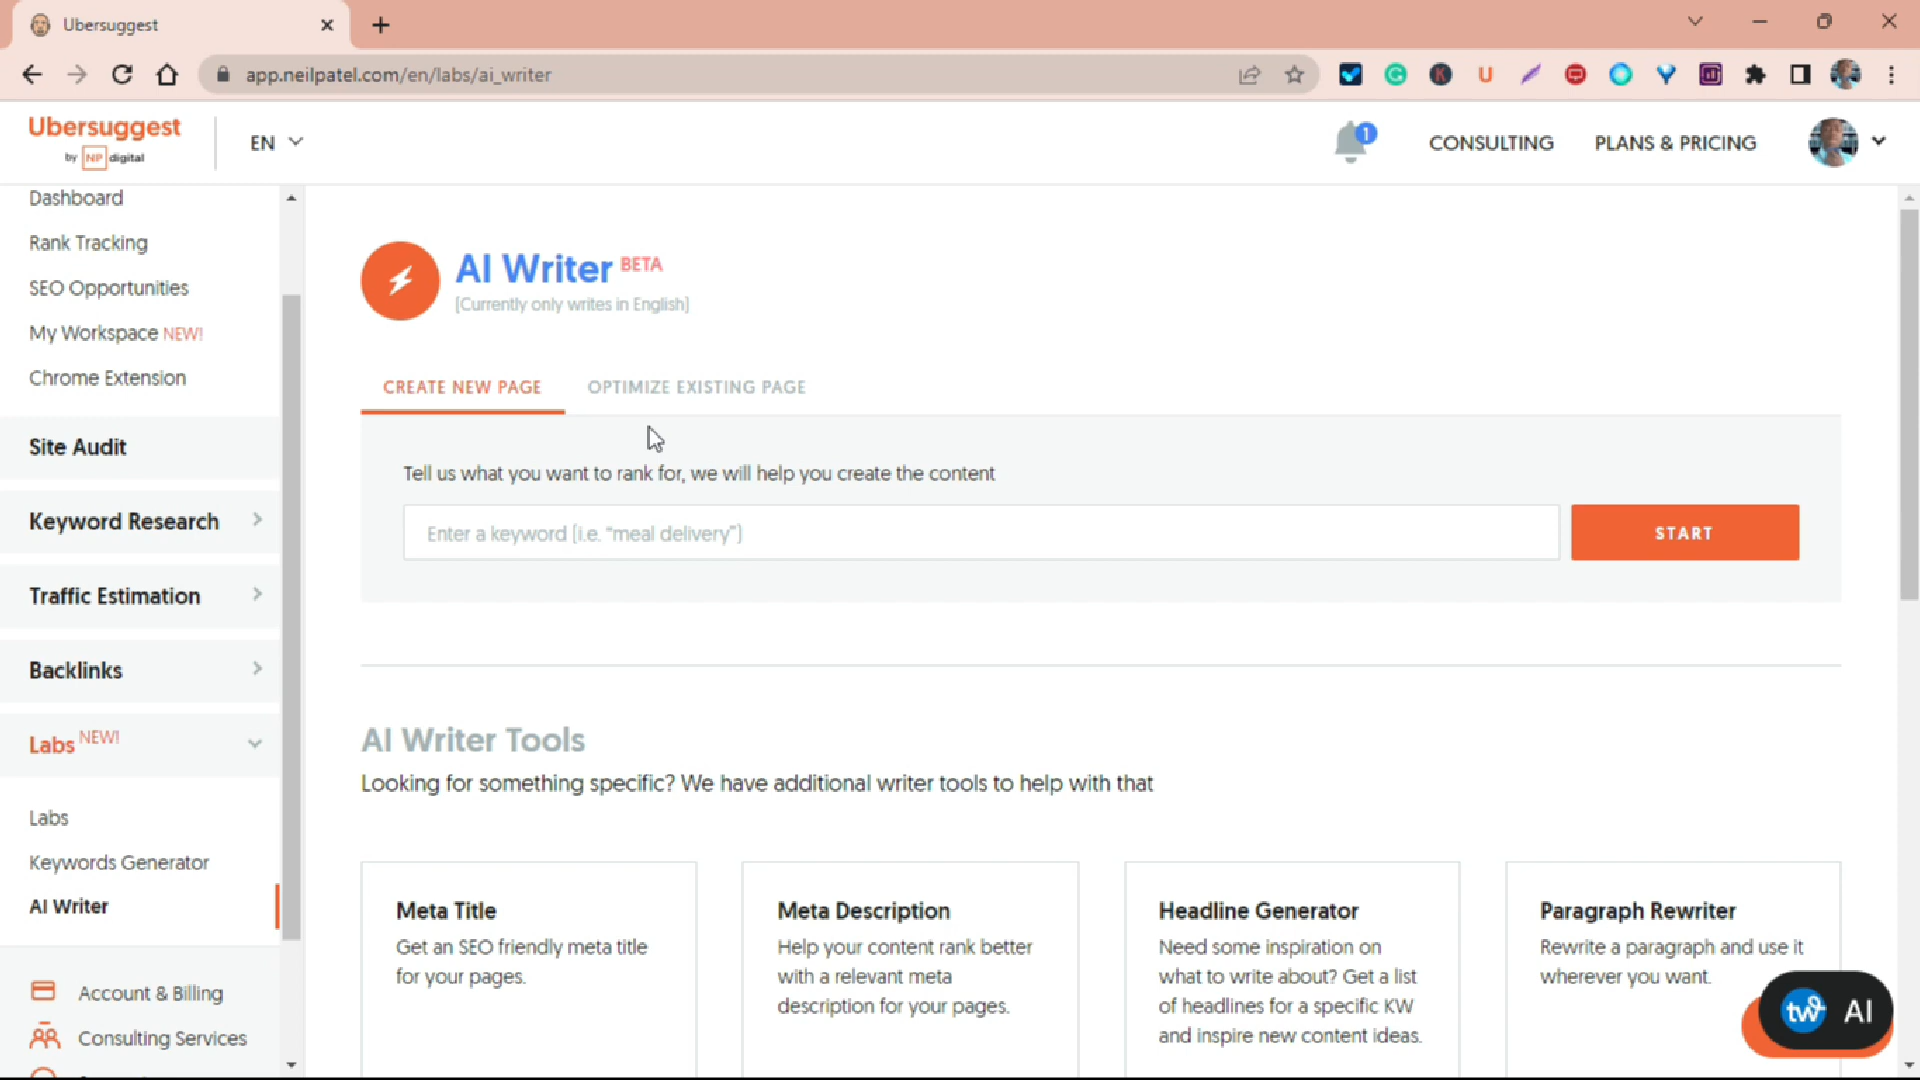 Ubersuggest
app.neilpatel.com/en/labs/ai_writer
Ubersuggest
by NP digital
EN
1
CONSULTING
PLANS & PRICING
Dashboard
Rank Tracking
SEO Opportunities
My Workspace NEW!
Chrome Extension
Site Audit
Keyword Research
Traffic Estimation
Backlinks
Labs NEW!
Labs
Keywords Generator
AI Writer
Account & Billing
Consulting Services
AI Writer BETA
[Currently only writes in English]
CREATE NEW PAGE
OPTIMIZE EXISTING PAGE
Tell us what you want to rank for, we will help you create the content
Enter a keyword (i.e. “meal delivery”)
START
AI Writer Tools
Looking for something specific? We have additional writer tools to help with that
Meta Title
Get an SEO friendly meta title
for your pages.
Meta Description
Help your content rank better
with a relevant meta
description for your pages.
Headline Generator
Need some inspiration on
what to write about? Get a list
of headlines for a specific KW
and inspire new content ideas.
Paragraph Rewriter
Rewrite a paragraph and use it
wherever you want.
tw AI